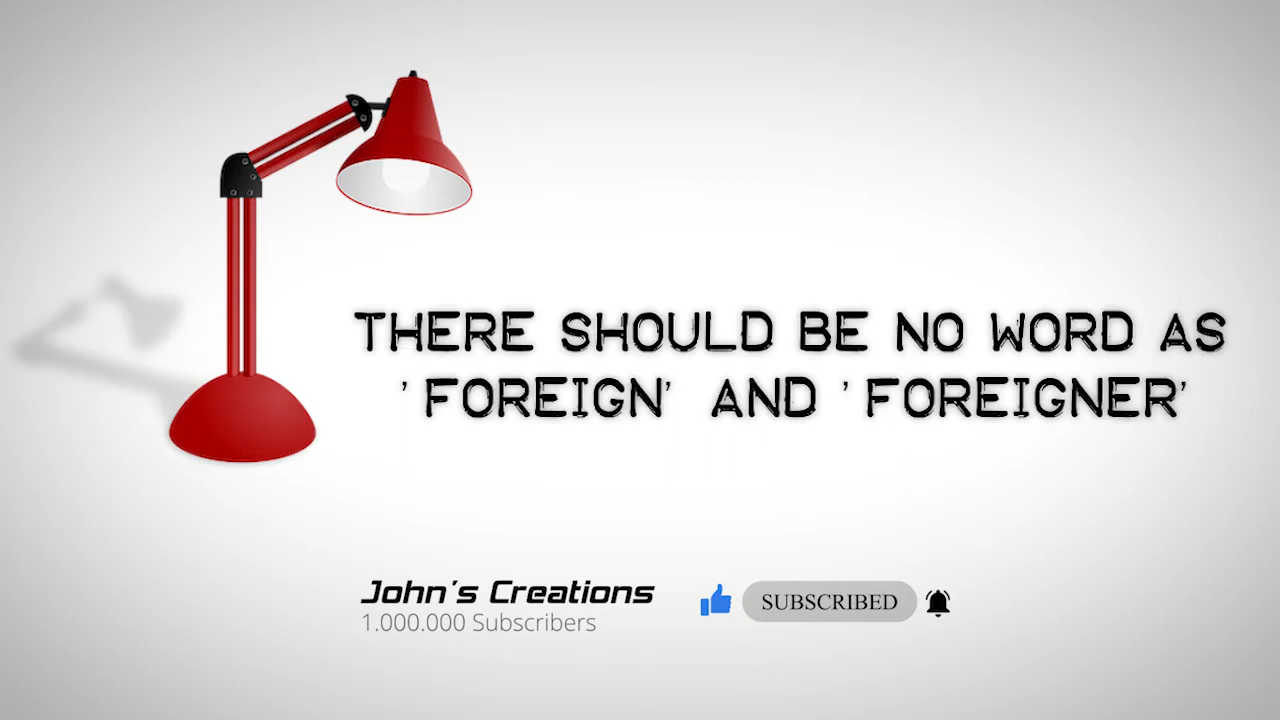 THERE SHOULD BE NO WORD AS
'FOREIGN' AND 'FOREIGNER'
John's Creations
1.000.000 Subscribers
SUBSCRIBED